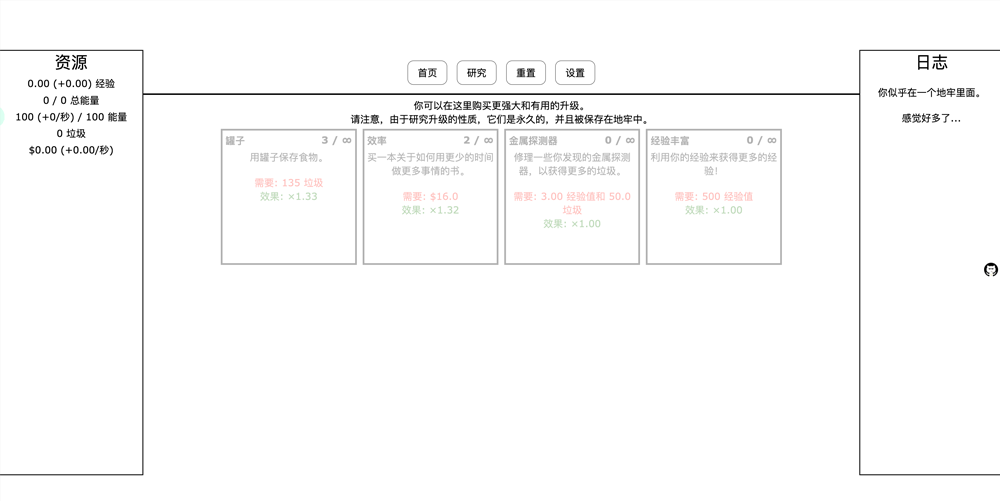 资源
0.00 (+0.00) 经验
0 / 0 总能量
100 (+0/秒) / 100 能量
0 垃圾
$0.00 (+0.00/秒)
首页
研究
重置
设置
你可以在这里购买更强大和有用的升级。
请注意，由于研究升级的性质，它们是永久的，并且被保存在地牢中。
罐子 3 / ∞
用罐子保存食物。
需要: 135 垃圾
效果: ×1.33
效率 2 / ∞
买一本关于如何用更少的时间
做更多事情的书。
需要: $16.0
效果: ×1.32
金属探测器 0 / ∞
修理一些你发现的金属探测
器，以获得更多的垃圾。
需要: 3.00 经验值和 50.0
垃圾
效果: ×1.00
经验丰富 0 / ∞
利用你的经验来获得更多的经
验!
需要: 500 经验值
效果: ×1.00
日志
你似乎在一个地牢里面。
感觉好多了...